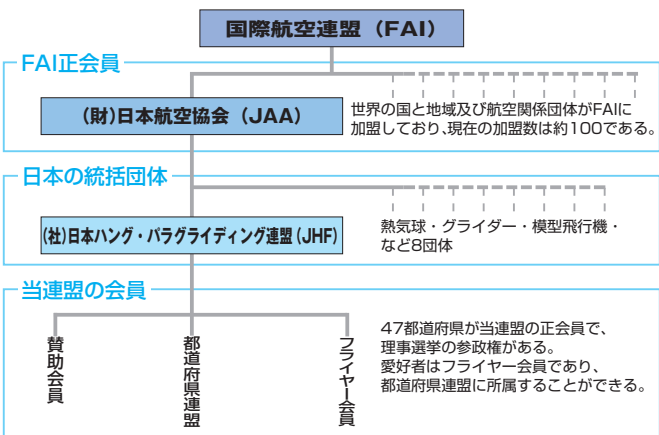 国際航空連盟（FAI）
FAI正会員
(財)日本航空協会（JAA）
世界の国と地域及び航空関係団体がFAIに
加盟しており、現在の加盟数は約100である。
日本の統括団体
(社)日本ハング・パラグライディング連盟(JHF)
熱気球・グライダー・模型飛行機・
など8団体
当連盟の会員
賛助会員
都道府県連盟
フライヤー会員
47都道府県が当連盟の正会員で、
理事選挙の参政権がある。
愛好者はフライヤー会員であり、
都道府県連盟に所属することができる。